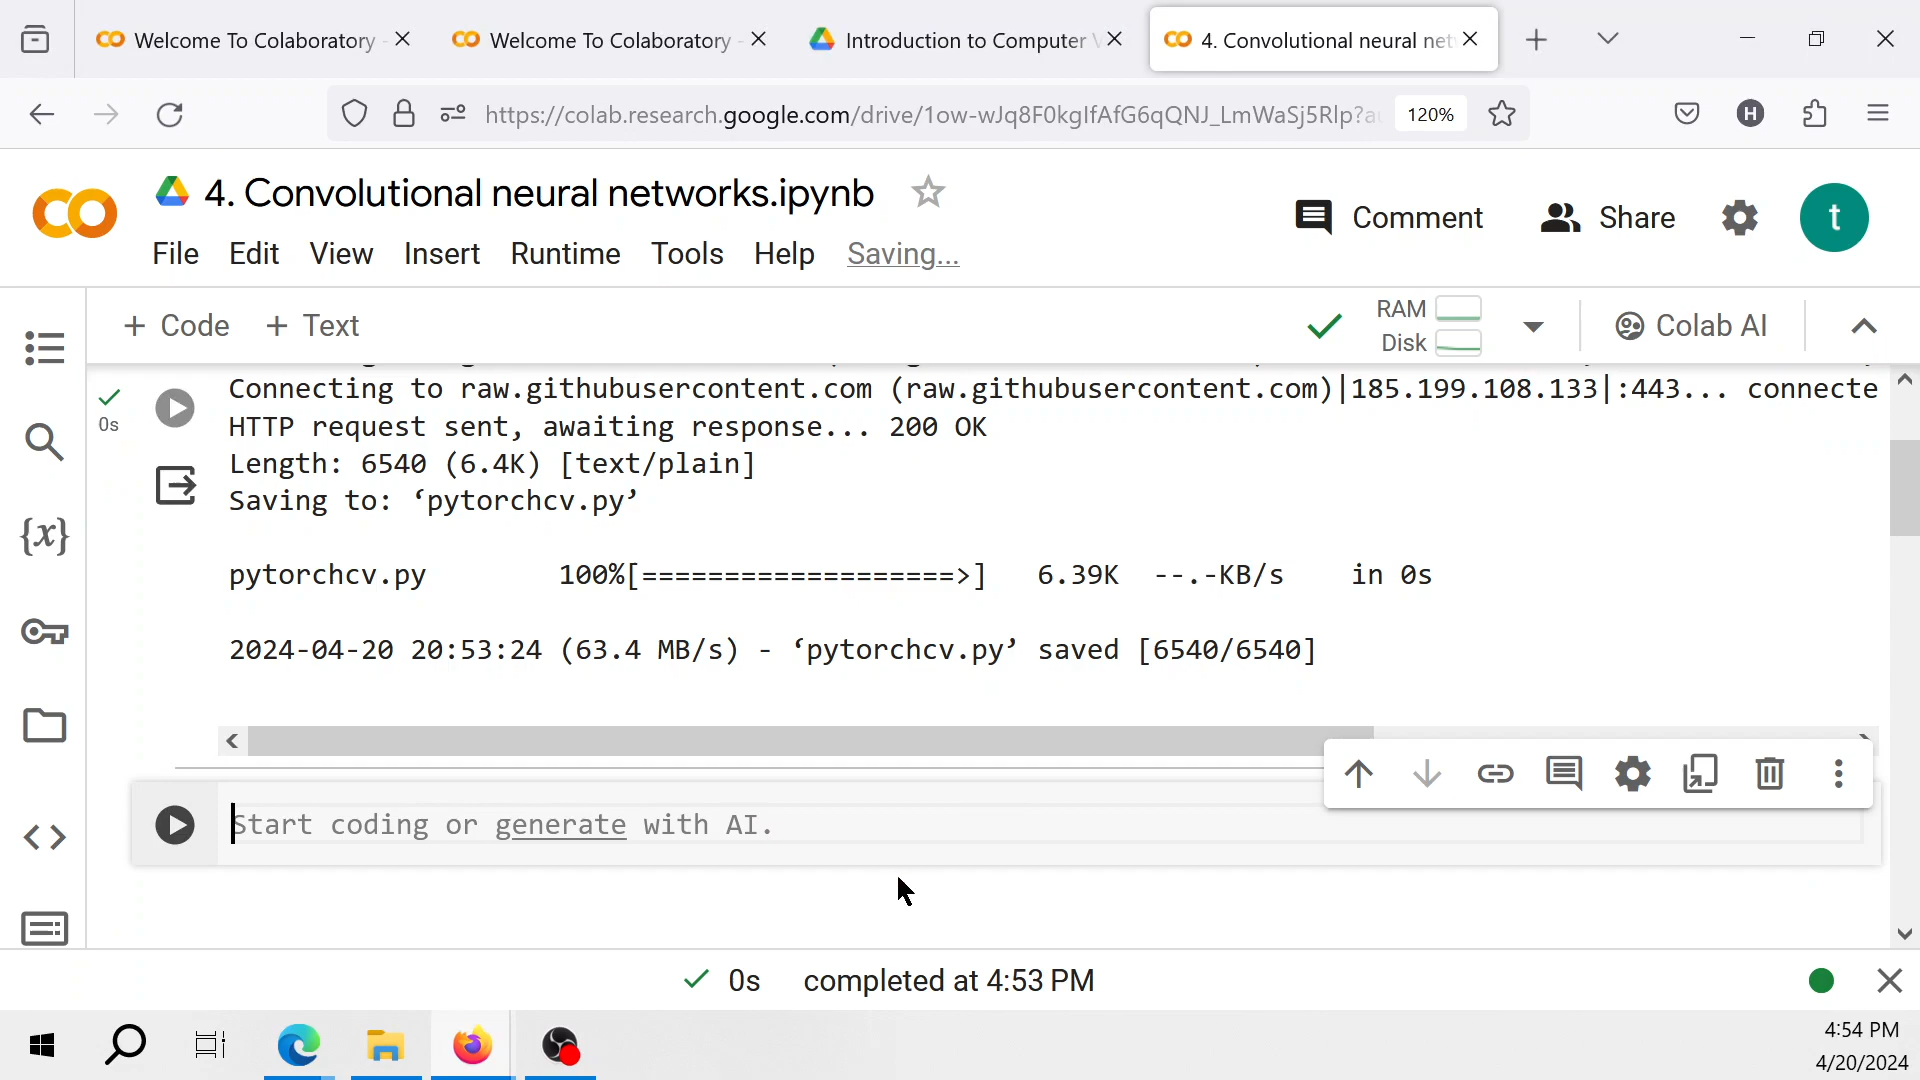 Welcome To Colaboratory -
Welcome To Colaboratory -
Introduction to Computer V
4. Convolutional neural net
https://colab.research.google.com/drive/1ow-wJq8F0kgIfAfG6qQNJ_LmWaSj5Rlp?a
120%
H
4. Convolutional neural networks.ipynb
Comment
Share
t
File Edit View Insert Runtime Tools Help Saving...
+ Code + Text
RAM
Disk
Colab AI
{x}
0s
Connecting to raw.githubusercontent.com (raw.githubusercontent.com)|185.199.108.133|:443... connecte
HTTP request sent, awaiting response... 200 OK
Length: 6540 (6.4K) [text/plain]
Saving to: ‘pytorchcv.py’
pytorchcv.py 100%[===================>] 6.39K --.-KB/s in 0s
2024-04-20 20:53:24 (63.4 MB/s) - ‘pytorchcv.py’ saved [6540/6540]
Start coding or generate with AI.
0s completed at 4:53 PM
4:54 PM
4/20/2024